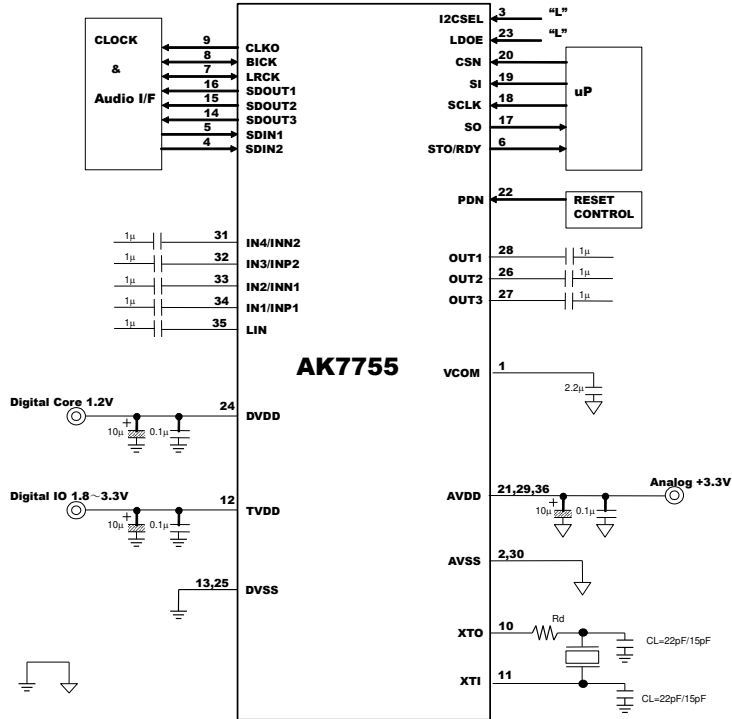 CLOCK
&
Audio I/F
9 CLKO
8 BICK
7 LRCK
16 SDOUT1
15 SDOUT2
14 SDOUT3
5 SDIN1
4 SDIN2
1µ 31 IN4/INN2
1µ 32 IN3/INP2
1µ 33 IN2/INN1
1µ 34 IN1/INP1
1µ 35 LIN
AK7755
Digital Core 1.2V
24 DVDD
+
10µ 0.1µ
Digital IO 1.8～3.3V
12 TVDD
+
10µ 0.1µ
13,25 DVSS
I2CSEL 3 “L”
LDOE 23 “L”
CSN 20
SI 19
SCLK 18
SO 17
STO/RDY 6
uP
PDN 22
RESET
CONTROL
OUT1 28 1µ
OUT2 26 1µ
OUT3 27 1µ
VCOM 1
2.2µ
Analog +3.3V
AVDD 21,29,36
+
10µ 0.1µ
AVSS 2,30
XTO 10 Rd
CL=22pF/15pF
XTI 11
CL=22pF/15pF